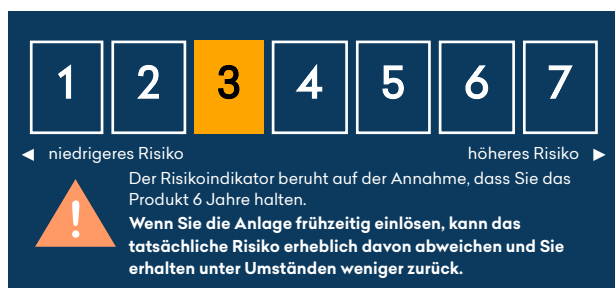 1 2 3 4 5 6 7
◄ niedrigeres Risiko höheres Risiko ►
Der Risikoindikator beruht auf der Annahme, dass Sie das
Produkt 6 Jahre halten.
Wenn Sie die Anlage frühzeitig einlösen, kann das
tatsächliche Risiko erheblich davon abweichen und Sie
erhalten unter Umständen weniger zurück.